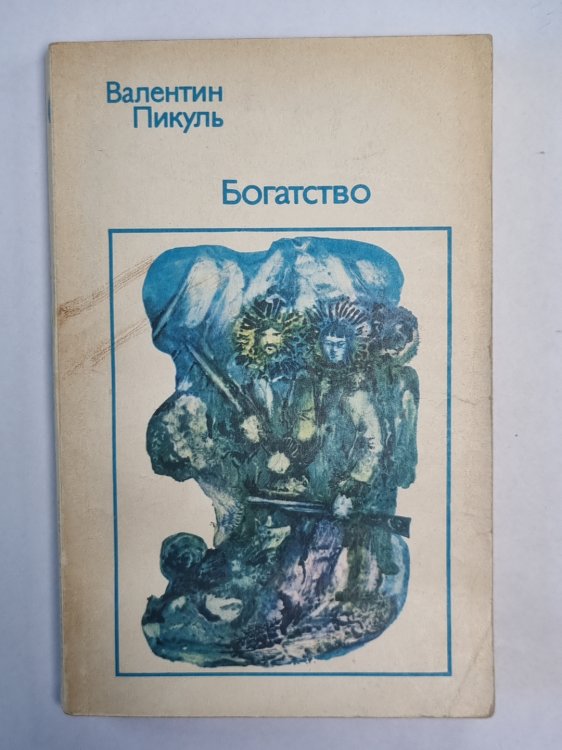 Валентин
Пикуль
Богатство